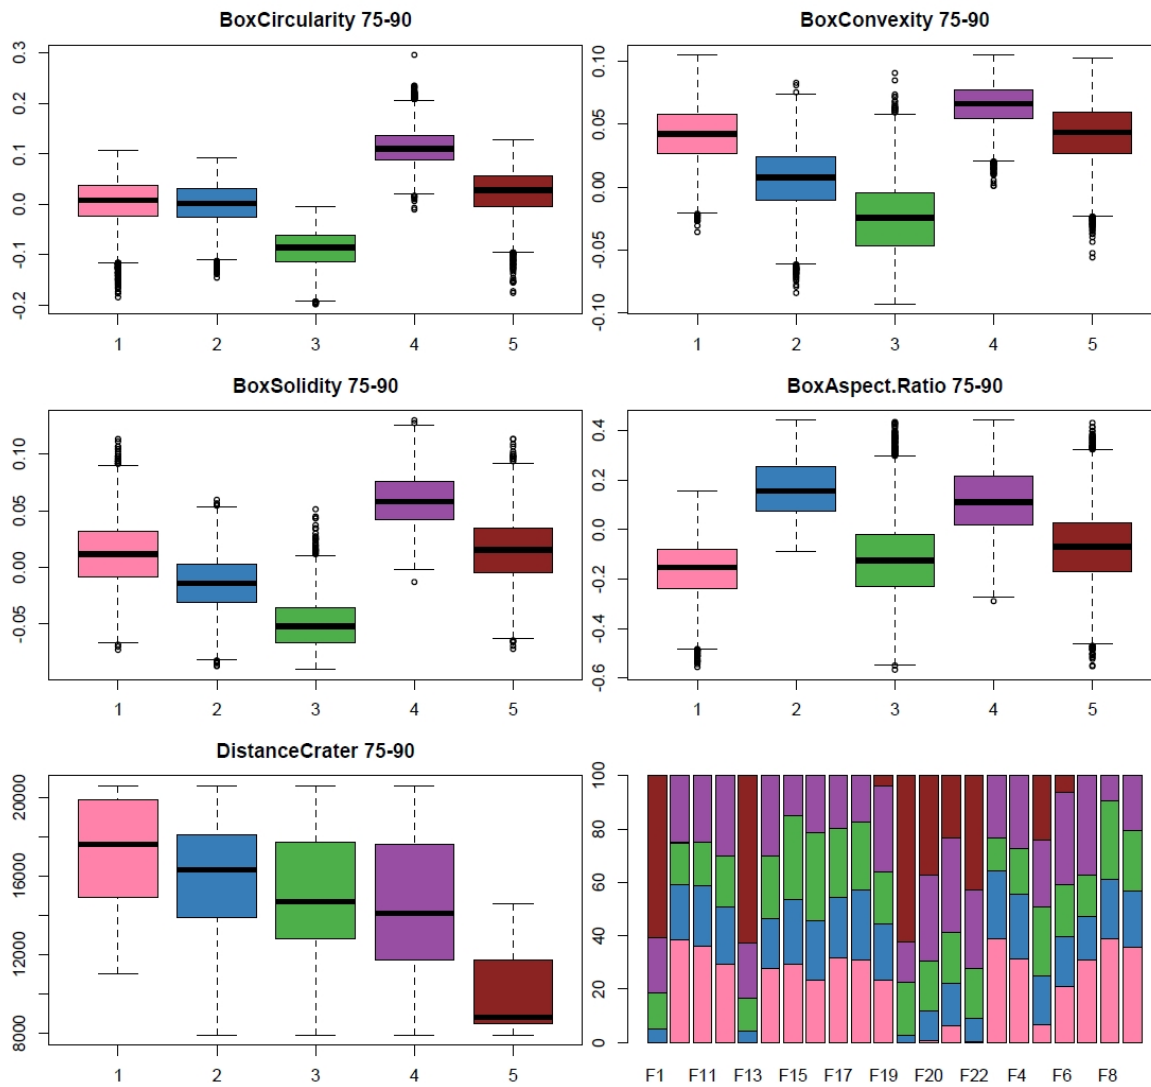 BoxCircularity 75-90
0.3
0.2
0.1
0.0
-0.1
-0.2
1 2 3 4 5
BoxConvexity 75-90
0.10
0.05
0.00
-0.05
-0.10
1 2 3 4 5
BoxSolidity 75-90
0.10
0.05
0.00
-0.05
1 2 3 4 5
BoxAspect.Ratio 75-90
0.4
0.2
0.0
-0.2
-0.4
-0.6
1 2 3 4 5
DistanceCrater 75-90
20000
16000
12000
8000
1 2 3 4 5
100
80
60
40
20
0
F1 F11 F13 F15 F17 F19 F20 F22 F4 F6 F8